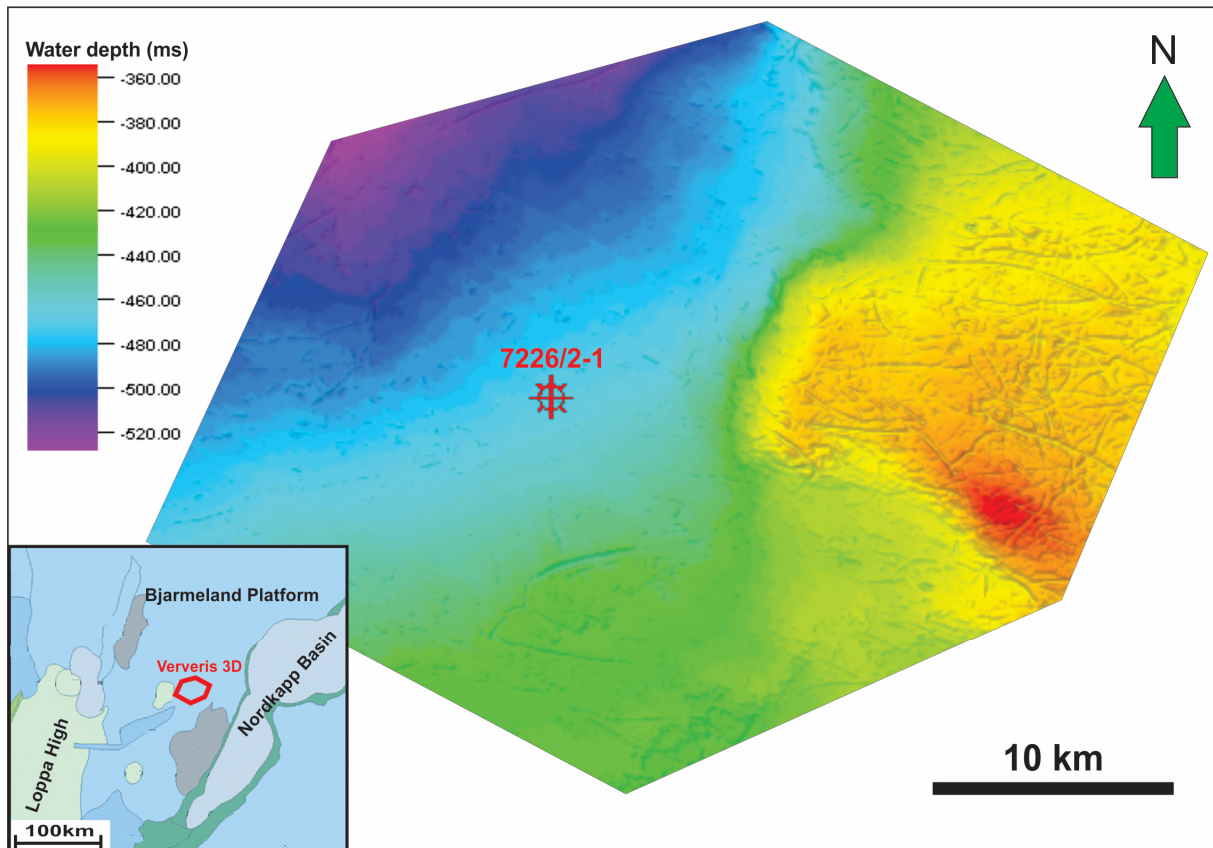 Water depth (ms)
-360.00
-380.00
-400.00
-420.00
-440.00
-460.00
-480.00
-500.00
-520.00
N
7226/2-1
10 km
Bjarmeland Platform
Ververis 3D
Nordkapp Basin
Loppa High
100km